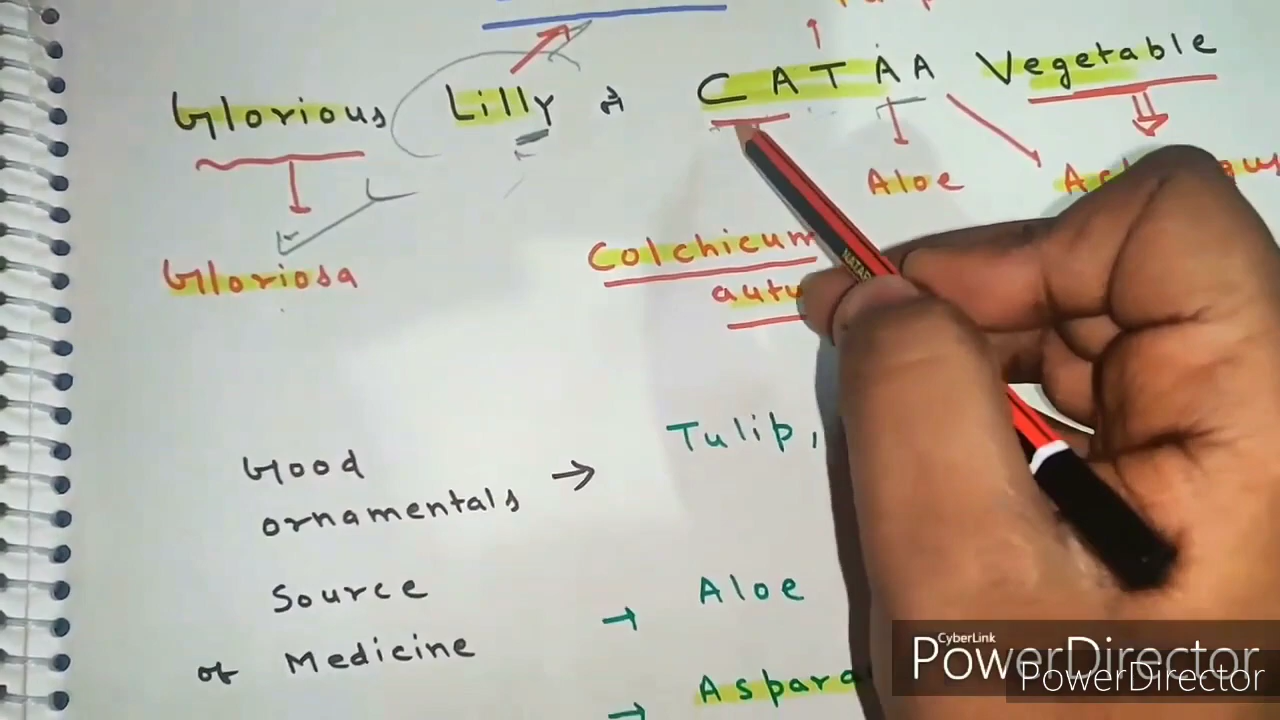 Glorious Lilly ने CATAA Vegetable
Aloe
Colchicum
Gloriosa
Tulip,
Good
ornamentals →
Source
of Medicine
→ Aloe
→
CyberLink
PowerDirector
PowerDirector